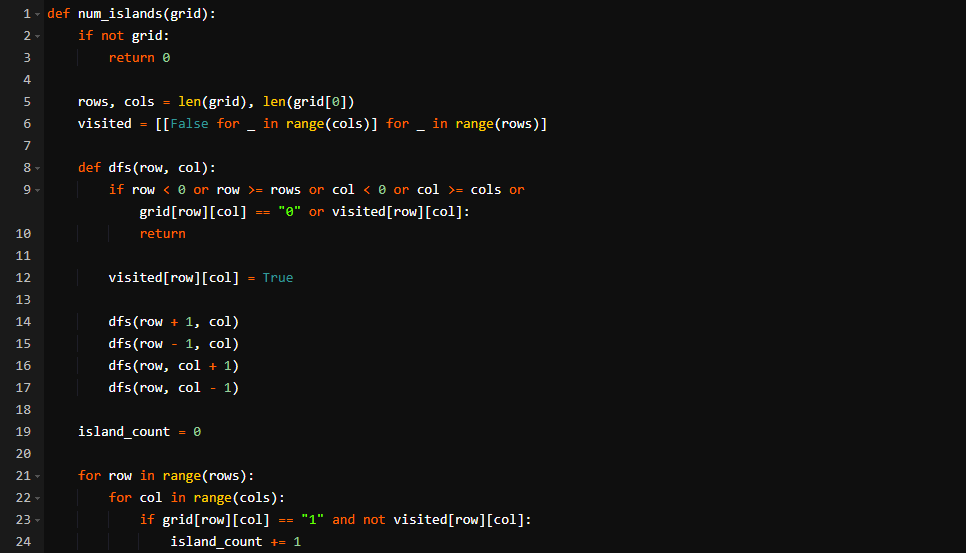 1 def num_islands(grid):
2     if not grid:
3         return 0
4
5     rows, cols = len(grid), len(grid[0])
6     visited = [[False for _ in range(cols)] for _ in range(rows)]
7
8     def dfs(row, col):
9         if row < 0 or row >= rows or col < 0 or col >= cols or
            grid[row][col] == "0" or visited[row][col]:
10            return
11
12        visited[row][col] = True
13
14        dfs(row + 1, col)
15        dfs(row - 1, col)
16        dfs(row, col + 1)
17        dfs(row, col - 1)
18
19    island_count = 0
20
21    for row in range(rows):
22        for col in range(cols):
23            if grid[row][col] == "1" and not visited[row][col]:
24                island_count += 1